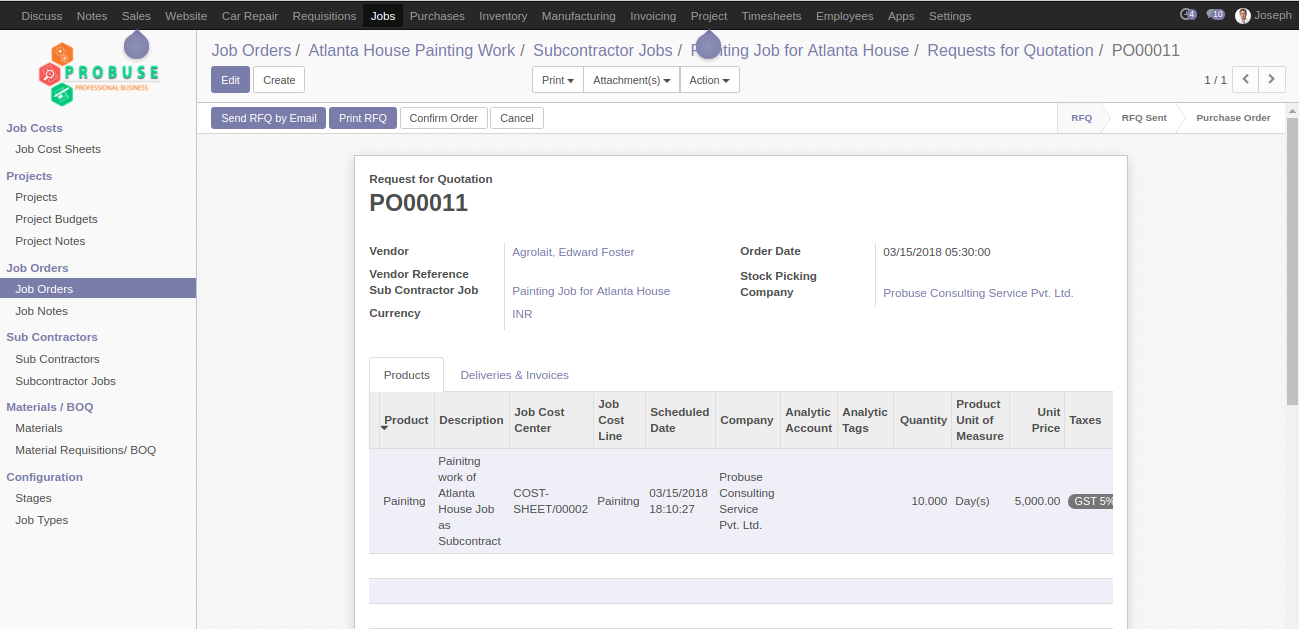 Discuss Notes Sales Website Car Repair Requisitions Jobs Purchases Inventory Manufacturing Invoicing Project Timesheets Employees Apps Settings 4 10 Joseph
PROBUSE
PROFESSIONAL BUSINESS
Job Orders / Atlanta House Painting Work / Subcontractor Jobs / Painting Job for Atlanta House / Requests for Quotation / PO00011
Edit Create Print Attachment(s) Action 1 / 1
Send RFQ by Email Print RFQ Confirm Order Cancel RFQ RFQ Sent Purchase Order
Job Costs
Job Cost Sheets
Projects
Projects
Project Budgets
Project Notes
Job Orders
Job Orders
Job Notes
Sub Contractors
Sub Contractors
Subcontractor Jobs
Materials / BOQ
Materials
Material Requisitions/ BOQ
Configuration
Stages
Job Types
Request for Quotation
PO00011
Vendor Agrolait, Edward Foster
Vendor Reference
Sub Contractor Job Painting Job for Atlanta House
Currency INR
Order Date 03/15/2018 05:30:00
Stock Picking
Company Probuse Consulting Service Pvt. Ltd.
Products Deliveries & Invoices
Product Description Job Cost Center Job Cost Line Scheduled Date Company Analytic Account Analytic Tags Quantity Product Unit of Measure Unit Price Taxes
Painitng Painitng work of Atlanta House Job as Subcontract COST-SHEET/00002 Painitng 03/15/2018 18:10:27 Probuse Consulting Service Pvt. Ltd. 10.000 Day(s) 5,000.00 GST 5%